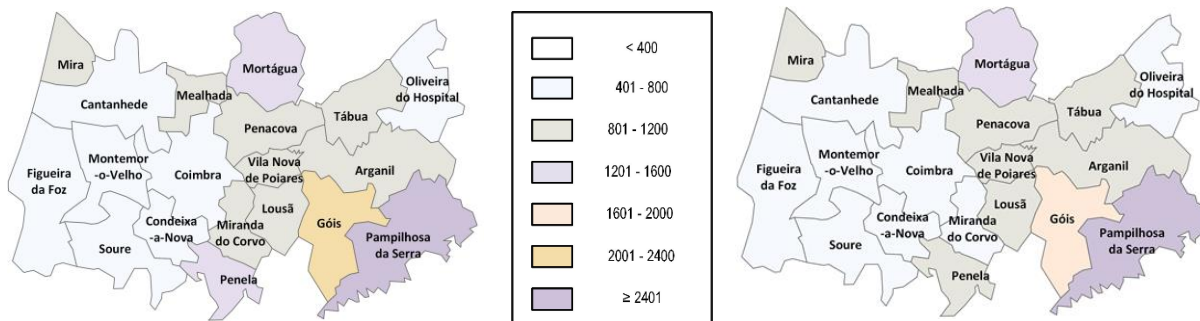 Mira
Mortágua
Cantanhede
Mealhada
Oliveira
do Hospital
Tábua
Penacova
Figueira
da Foz
Montemor
-o-Velho
Coimbra
Vila Nova
de Poiares
Arganil
Lousã
Condeixa
-a-Nova
Miranda
do Corvo
Góis
Soure
Pampilhosa
da Serra
Penela
< 400
401 - 800
801 - 1200
1201 - 1600
1601 - 2000
2001 - 2400
≥ 2401
Mira
Mortágua
Cantanhede
Mealhada
Oliveira
do Hospital
Tábua
Penacova
Figueira
da Foz
Montemor
-o-Velho
Coimbra
Vila Nova
de Poiares
Arganil
Lousã
Condeixa
-a-Nova
Miranda
do Corvo
Góis
Soure
Pampilhosa
da Serra
Penela